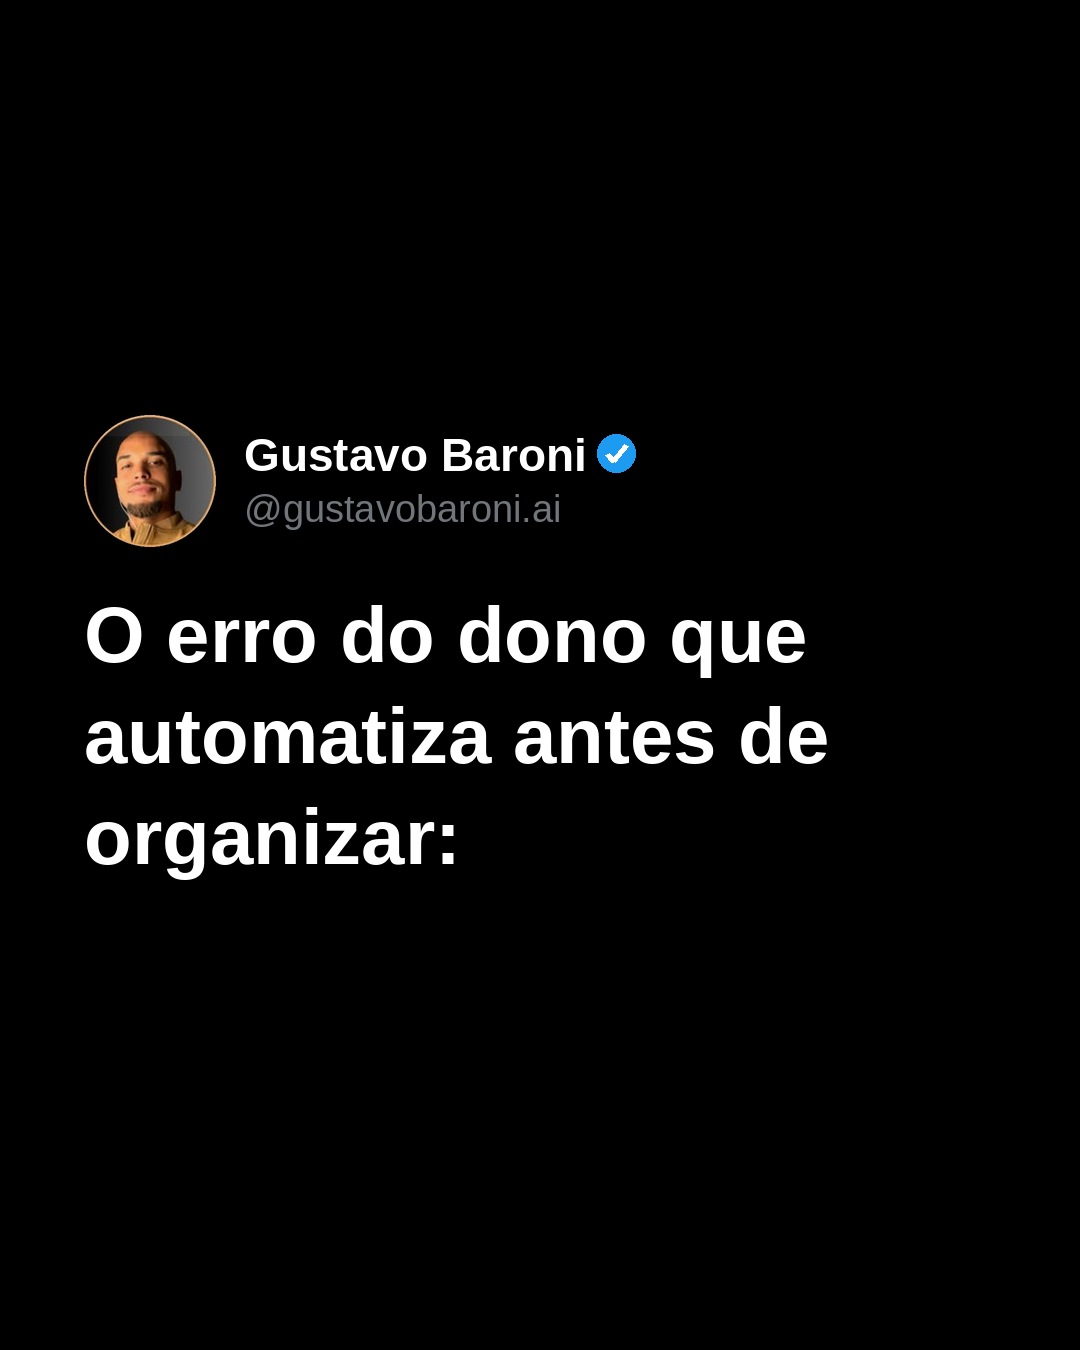 Gustavo Baroni
@gustavobaroni.ai
O erro do dono que
automatiza antes de
organizar: